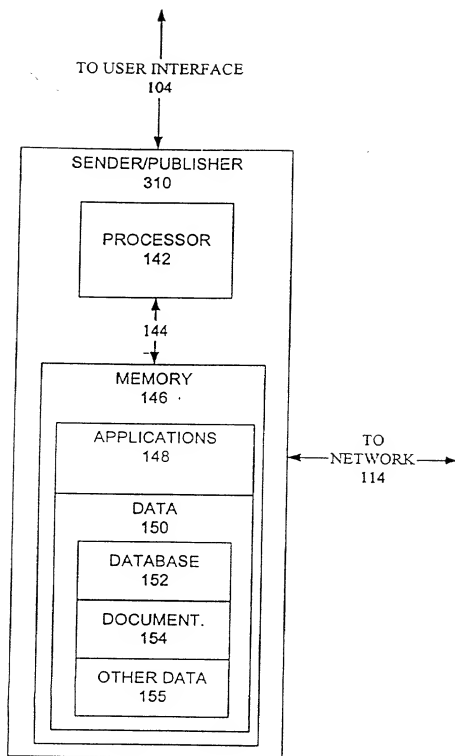 TO USER INTERFACE
104
SENDER/PUBLISHER
310
PROCESSOR
142
144
MEMORY
146
APPLICATIONS
148
DATA
150
DATABASE
152
DOCUMENT.
154
OTHER DATA
155
TO
NETWORK
114